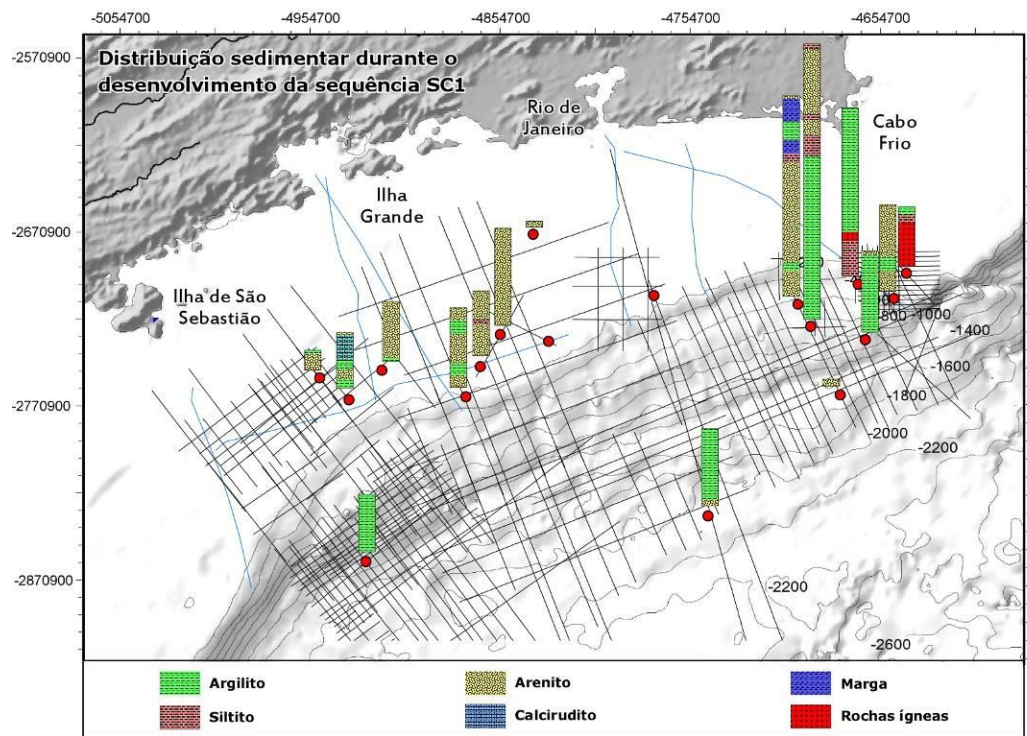 -5054700 -4954700 -4854700 -4754700 -4654700
-2570900
Distribuição sedimentar durante o
desenvolvimento da sequência SC1
Rio de
Janeiro
Cabo
Frio
Ilha
Grande
-2670900
Ilha de São
Sebastião
-800
-1000
-1400
-1600
-1800
-2000
-2200
-2770900
-2870900
-2200
-2600
Argilito Arenito Marga
Siltito Calcirudito Rochas ígneas